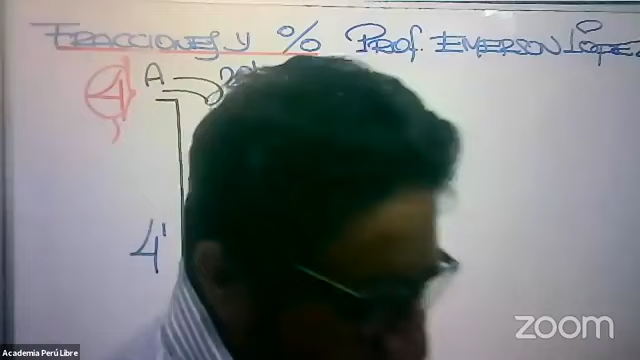 FRACCIONES Y % PROF. EMERSON LÓPEZ
4 A
4'
zoom
Academia Perú Libre